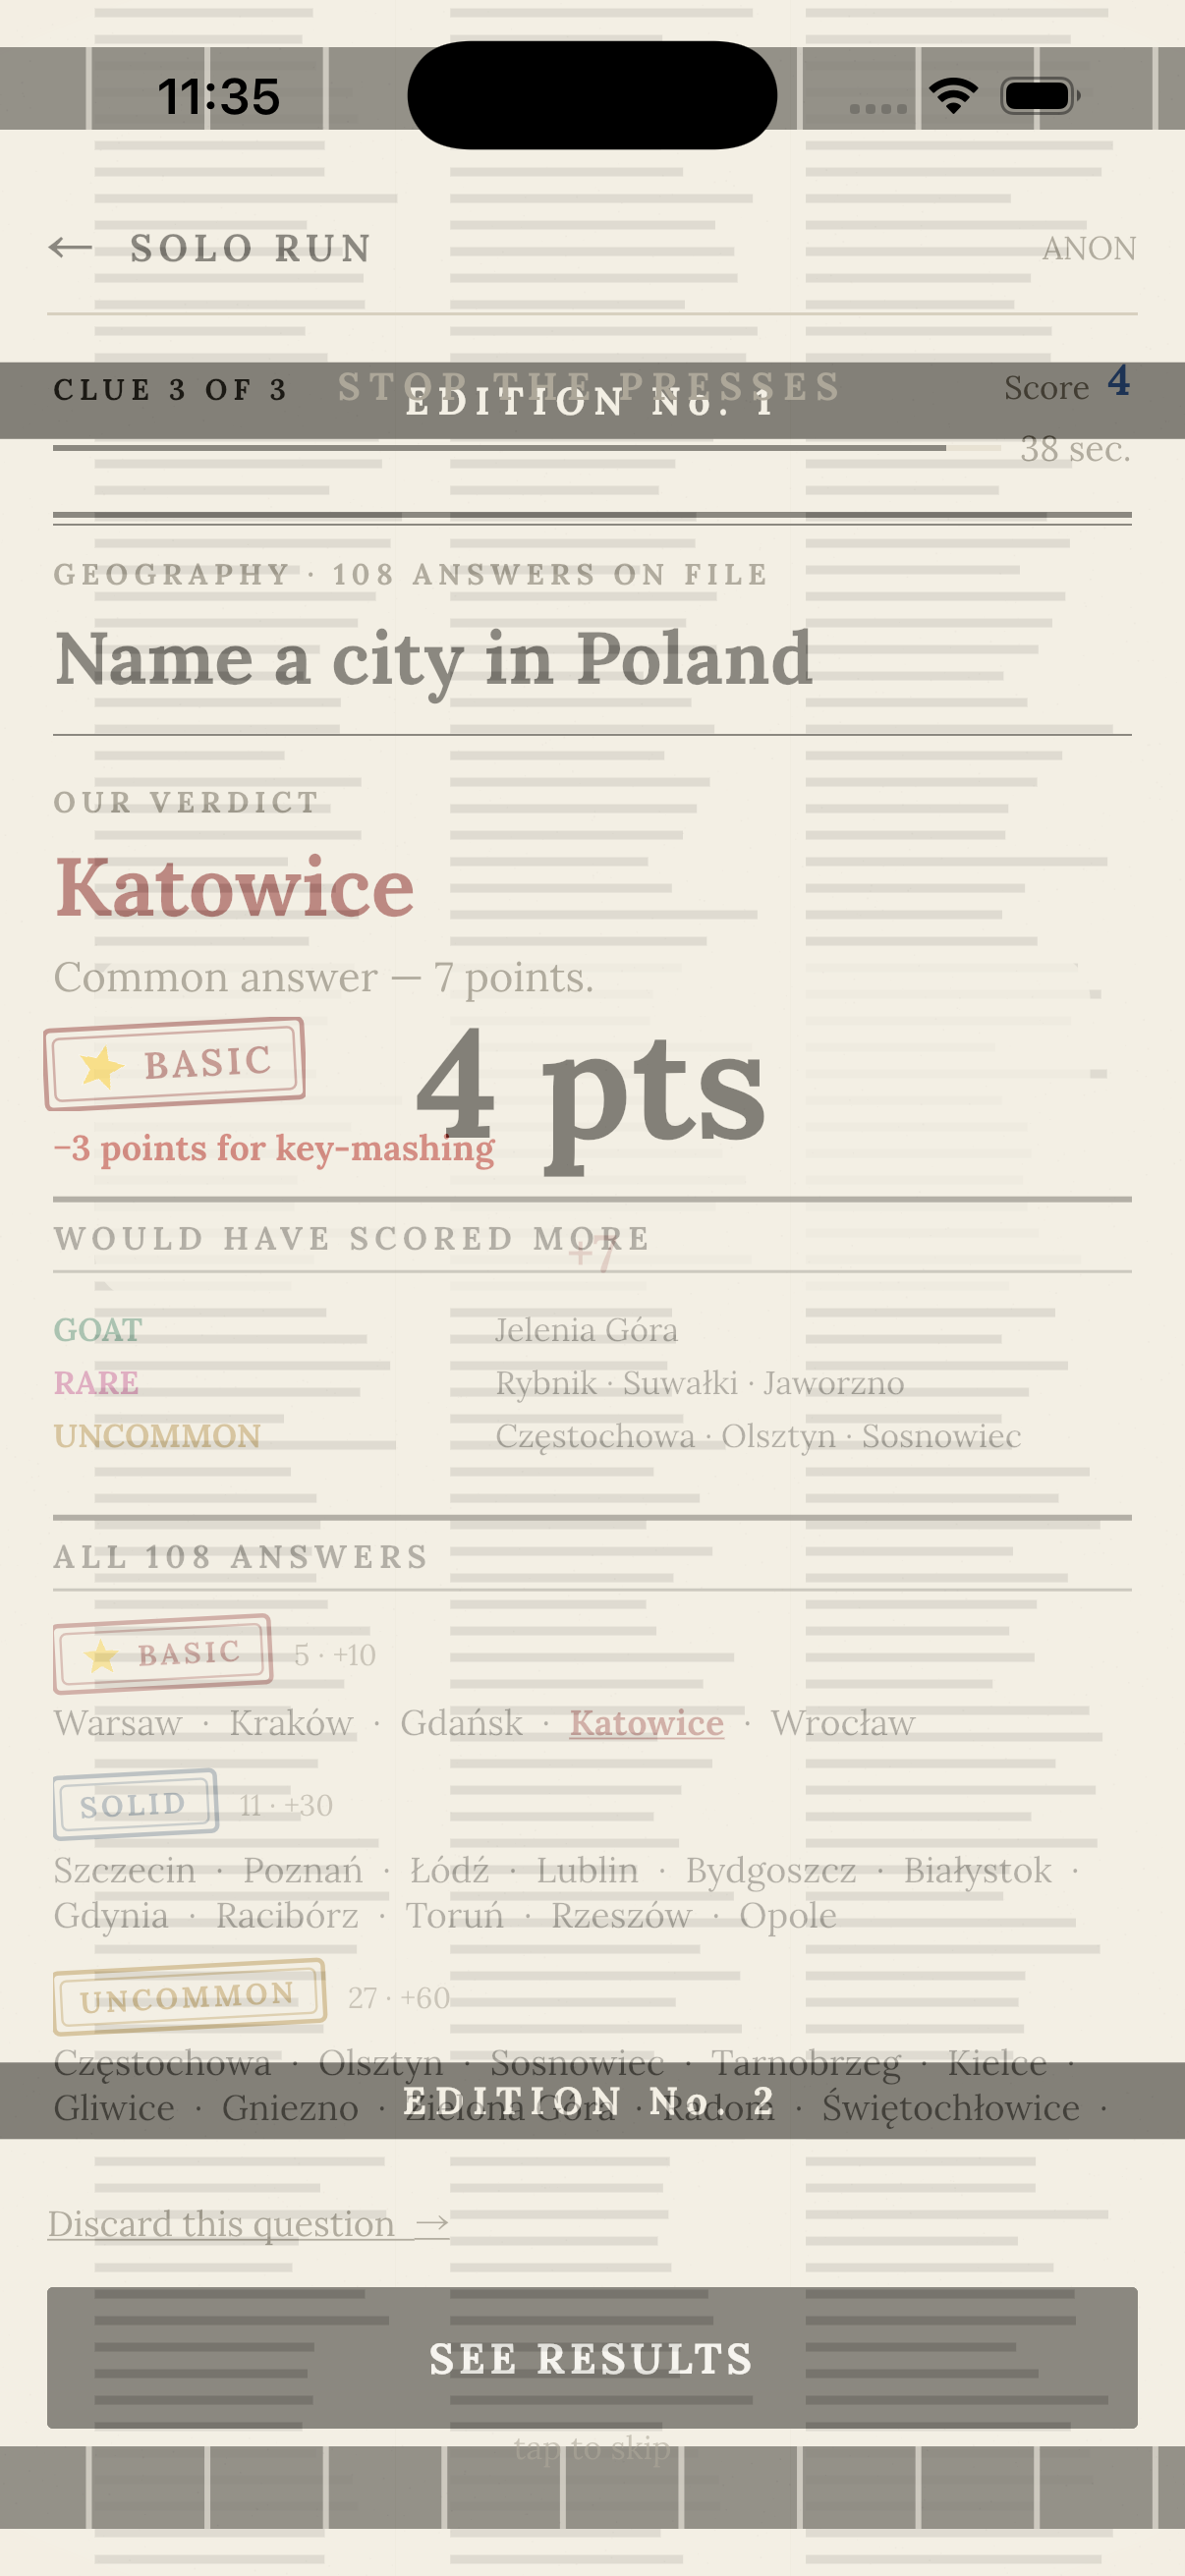 11:35
← SOLO RUN ANON
CLUE 3 OF 3 STOP THE PRESSES Score 4
EDITION No. 1
38 sec.
GEOGRAPHY · 108 ANSWERS ON FILE
Name a city in Poland
OUR VERDICT
Katowice
Common answer — 7 points.
⭐ BASIC
4 pts
−3 points for key-mashing
WOULD HAVE SCORED MORE
+7
GOAT Jelenia Góra
RARE Rybnik · Suwałki · Jaworzno
UNCOMMON Częstochowa · Olsztyn · Sosnowiec
ALL 108 ANSWERS
⭐ BASIC 5 · +10
Warsaw · Kraków · Gdańsk · Katowice · Wrocław
SOLID 11 · +30
Szczecin · Poznań · Łódź · Lublin · Bydgoszcz · Białystok ·
Gdynia · Racibórz · Toruń · Rzeszów · Opole
UNCOMMON 27 · +60
Częstochowa · Olsztyn · Sosnowiec · Tarnobrzeg · Kielce ·
Gliwice · Gniezno · Zielona Góra · Radom · Świętochłowice ·
EDITION No. 2
Discard this question →
SEE RESULTS
tap to skip